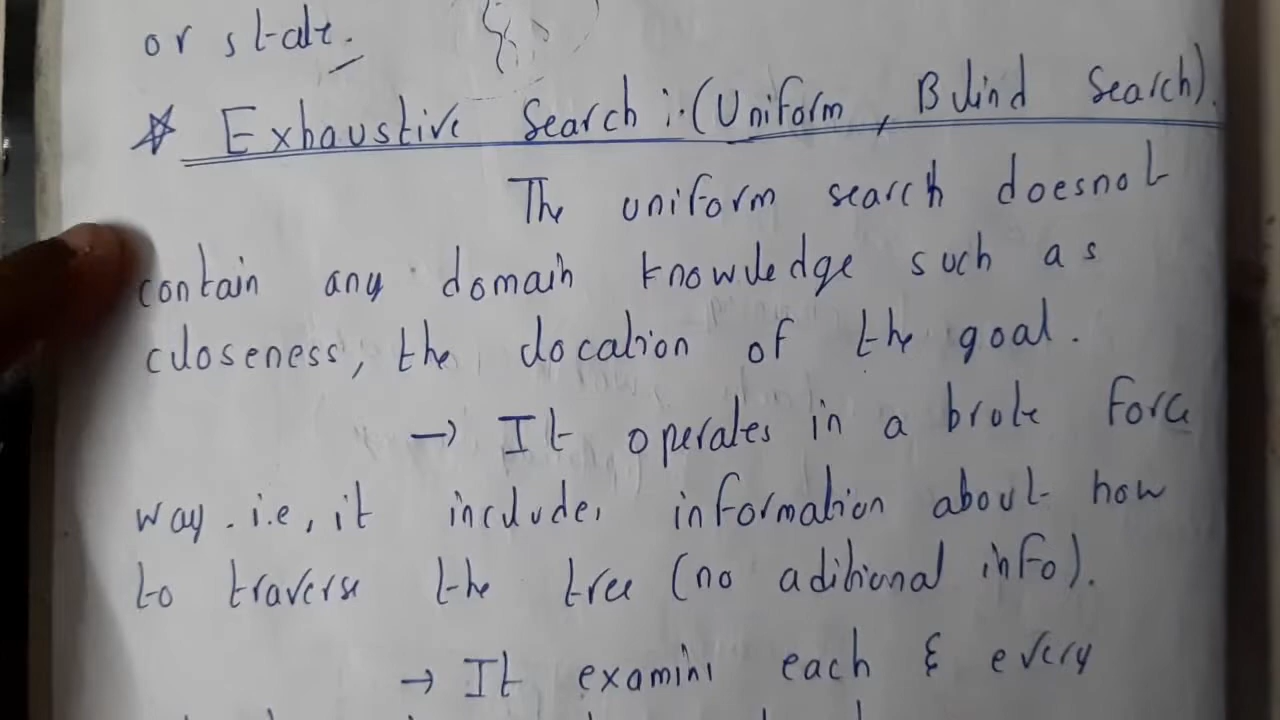 or state.
☆ Exhaustive Search :- (Uniform, Blind Search).
The uniform search doesnot
contain any domain knowledge such as
closeness, the location of the goal.
→ It operates in a brute force
way. i.e, it include, information about how
to traverse the tree (no aditional info).
→ It examini each & every